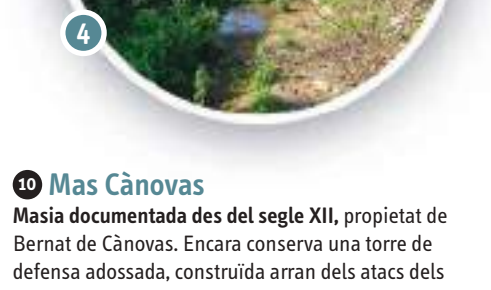 4
10 Mas Cànovas
Masia documentada des del segle XII, propietat de
Bernat de Cànovas. Encara conserva una torre de
defensa adossada, construïda arran dels atacs dels